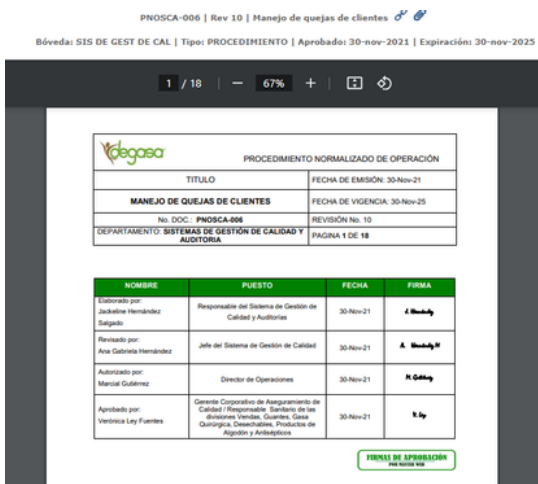 PNOSCA-006 | Rev 10 | Manejo de quejas de clientes
Bóveda: SIS DE GEST DE CAL | Tipo: PROCEDIMIENTO | Aprobado: 30-nov-2021 | Expiración: 30-nov-2025
1 / 18 | — 67% + |
degasa
PROCEDIMIENTO NORMALIZADO DE OPERACIÓN
TITULO
FECHA DE EMISIÓN: 30-Nov-21
MANEJO DE QUEJAS DE CLIENTES
FECHA DE VIGENCIA: 30-Nov-25
No. DOC.: PNOSCA-006
REVISIÓN No. 10
DEPARTAMENTO: SISTEMAS DE GESTIÓN DE CALIDAD Y
AUDITORIA
PAGINA 1 DE 18
NOMBRE PUESTO FECHA FIRMA
Elaborado por:
Jackeline Hernández
Salgado
Responsable del Sistema de Gestión de
Calidad y Auditorías
30-Nov-21
Revisado por:
Ana Gabriela Hernández
Jefe del Sistema de Gestión de Calidad
30-Nov-21
Autorizado por:
Marcial Gutiérrez
Director de Operaciones
30-Nov-21
Aprobado por:
Verónica Ley Fuentes
Gerente Corporativo de Aseguramiento de
Calidad / Responsable Sanitario de las
divisiones Vendas, Guantes, Gasa
Quirúrgica, Desechables, Productos de
Algodón y Antisépticos
30-Nov-21
FIRMAS DE APROBACIÓN
POR MASTER WEB